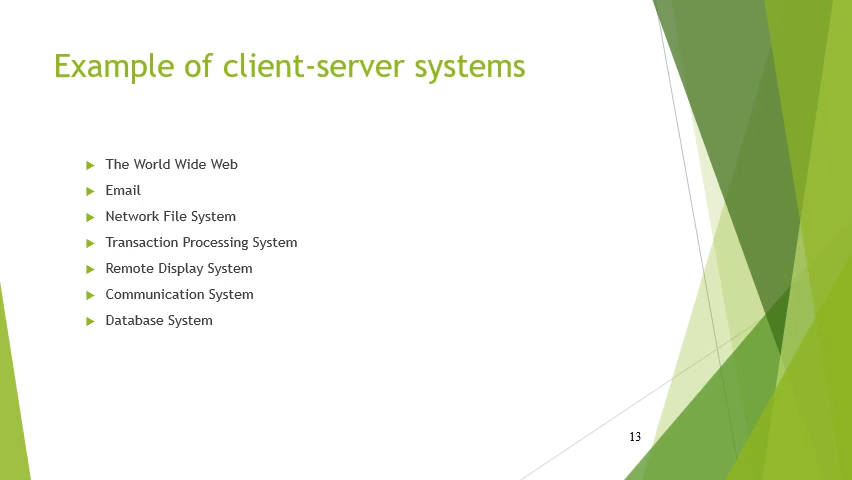 Example of client-server systems
The World Wide Web
Email
Network File System
Transaction Processing System
Remote Display System
Communication System
Database System
13